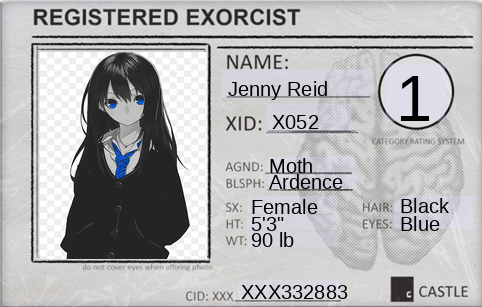 REGISTERED EXORCIST
NAME:
Jenny Reid
1
XID: X052
CATEGORY RATING SYSTEM
AGND: Moth
BLSPH: Ardence
SX: Female HAIR: Black
HT: 5'3" EYES: Blue
WT: 90 lb
do not cover eyes when affixing photo
CID: XXX_XXX332883
C CASTLE